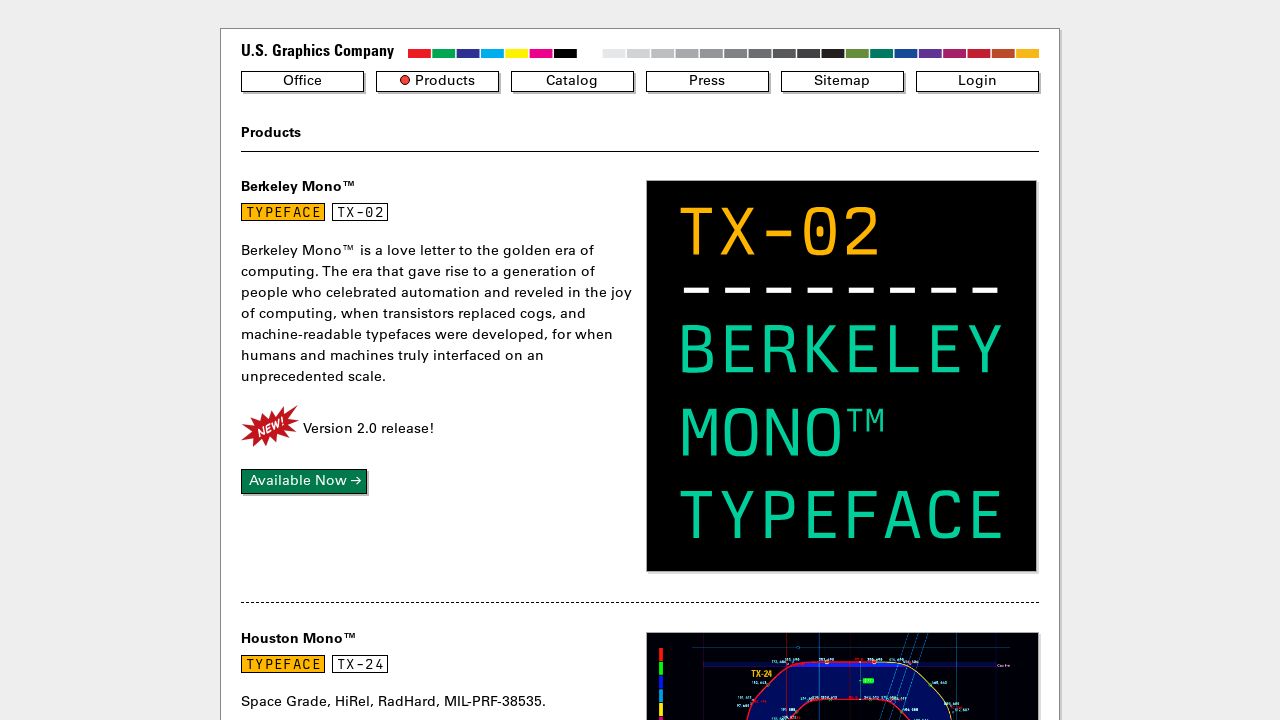 U.S. Graphics Company
Office
Products
Catalog
Press
Sitemap
Login
Products
Berkeley Mono™
TYPEFACE TX-02
Berkeley Mono™ is a love letter to the golden era of
computing. The era that gave rise to a generation of
people who celebrated automation and reveled in the joy
of computing, when transistors replaced cogs, and
machine-readable typefaces were developed, for when
humans and machines truly interfaced on an
unprecedented scale.
NEW! Version 2.0 release!
Available Now →
TX-02
BERKELEY
MONO™
TYPEFACE
Houston Mono™
TYPEFACE TX-24
Space Grade, HiRel, RadHard, MIL-PRF-38535.
TX-24